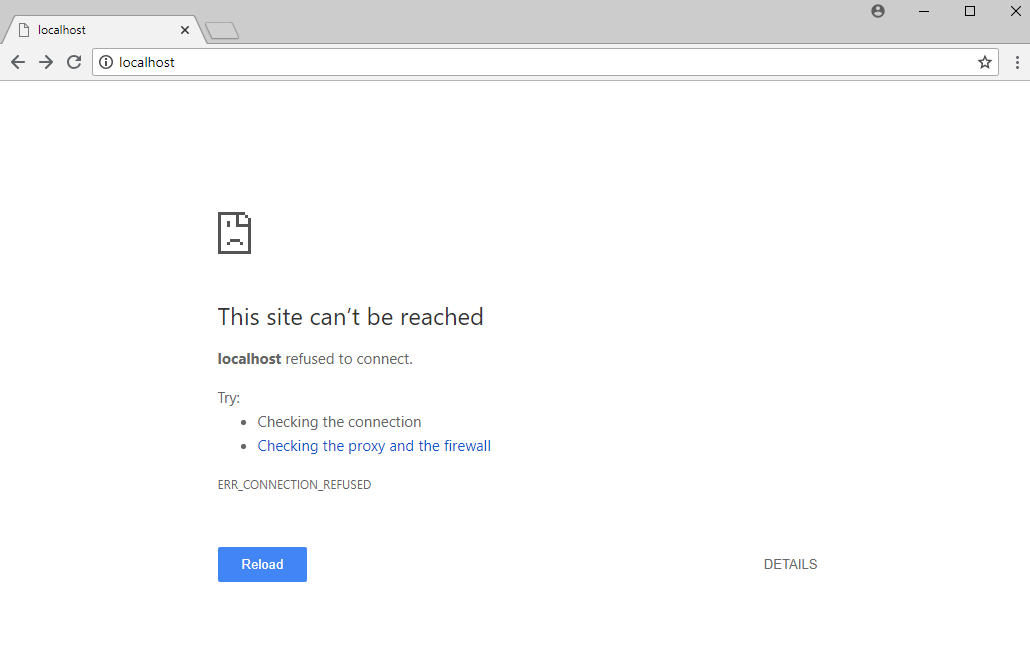 localhost
localhost
This site can’t be reached
localhost refused to connect.
Try:
Checking the connection
Checking the proxy and the firewall
ERR_CONNECTION_REFUSED
Reload
DETAILS